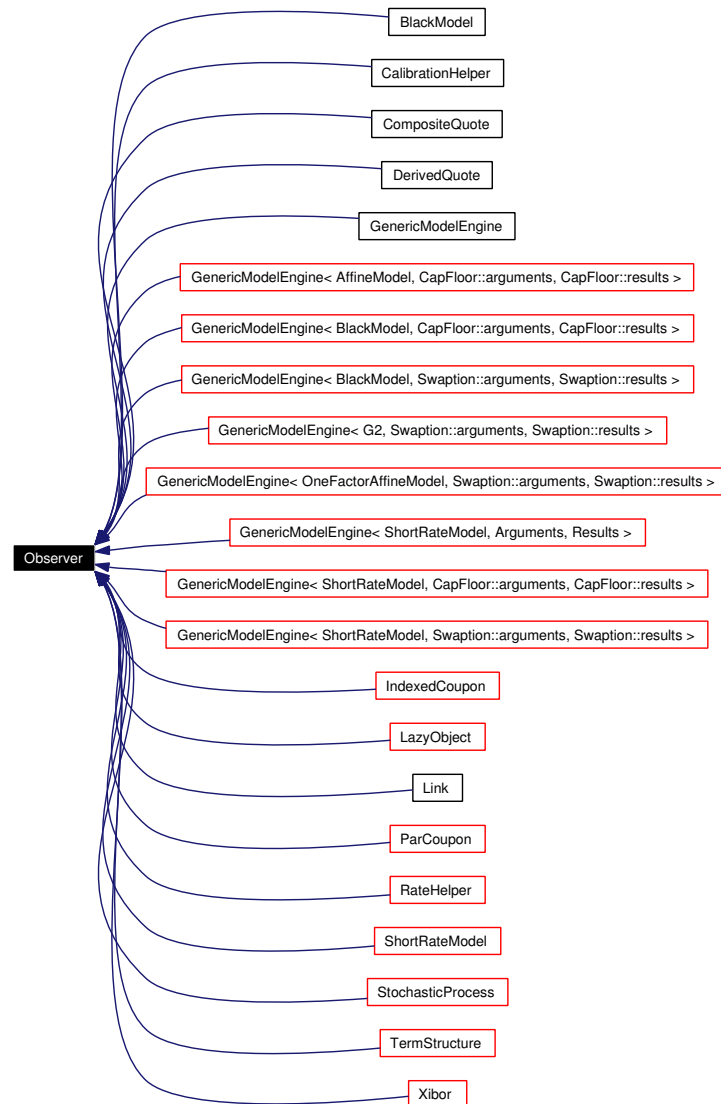 BlackModel
CalibrationHelper
CompositeQuote
DerivedQuote
GenericModelEngine
GenericModelEngine< AffineModel, CapFloor::arguments, CapFloor::results >
GenericModelEngine< BlackModel, CapFloor::arguments, CapFloor::results >
GenericModelEngine< BlackModel, Swaption::arguments, Swaption::results >
GenericModelEngine< G2, Swaption::arguments, Swaption::results >
GenericModelEngine< OneFactorAffineModel, Swaption::arguments, Swaption::results >
GenericModelEngine< ShortRateModel, Arguments, Results >
Observer
GenericModelEngine< ShortRateModel, CapFloor::arguments, CapFloor::results >
GenericModelEngine< ShortRateModel, Swaption::arguments, Swaption::results >
IndexedCoupon
LazyObject
Link
ParCoupon
RateHelper
ShortRateModel
StochasticProcess
TermStructure
Xibor